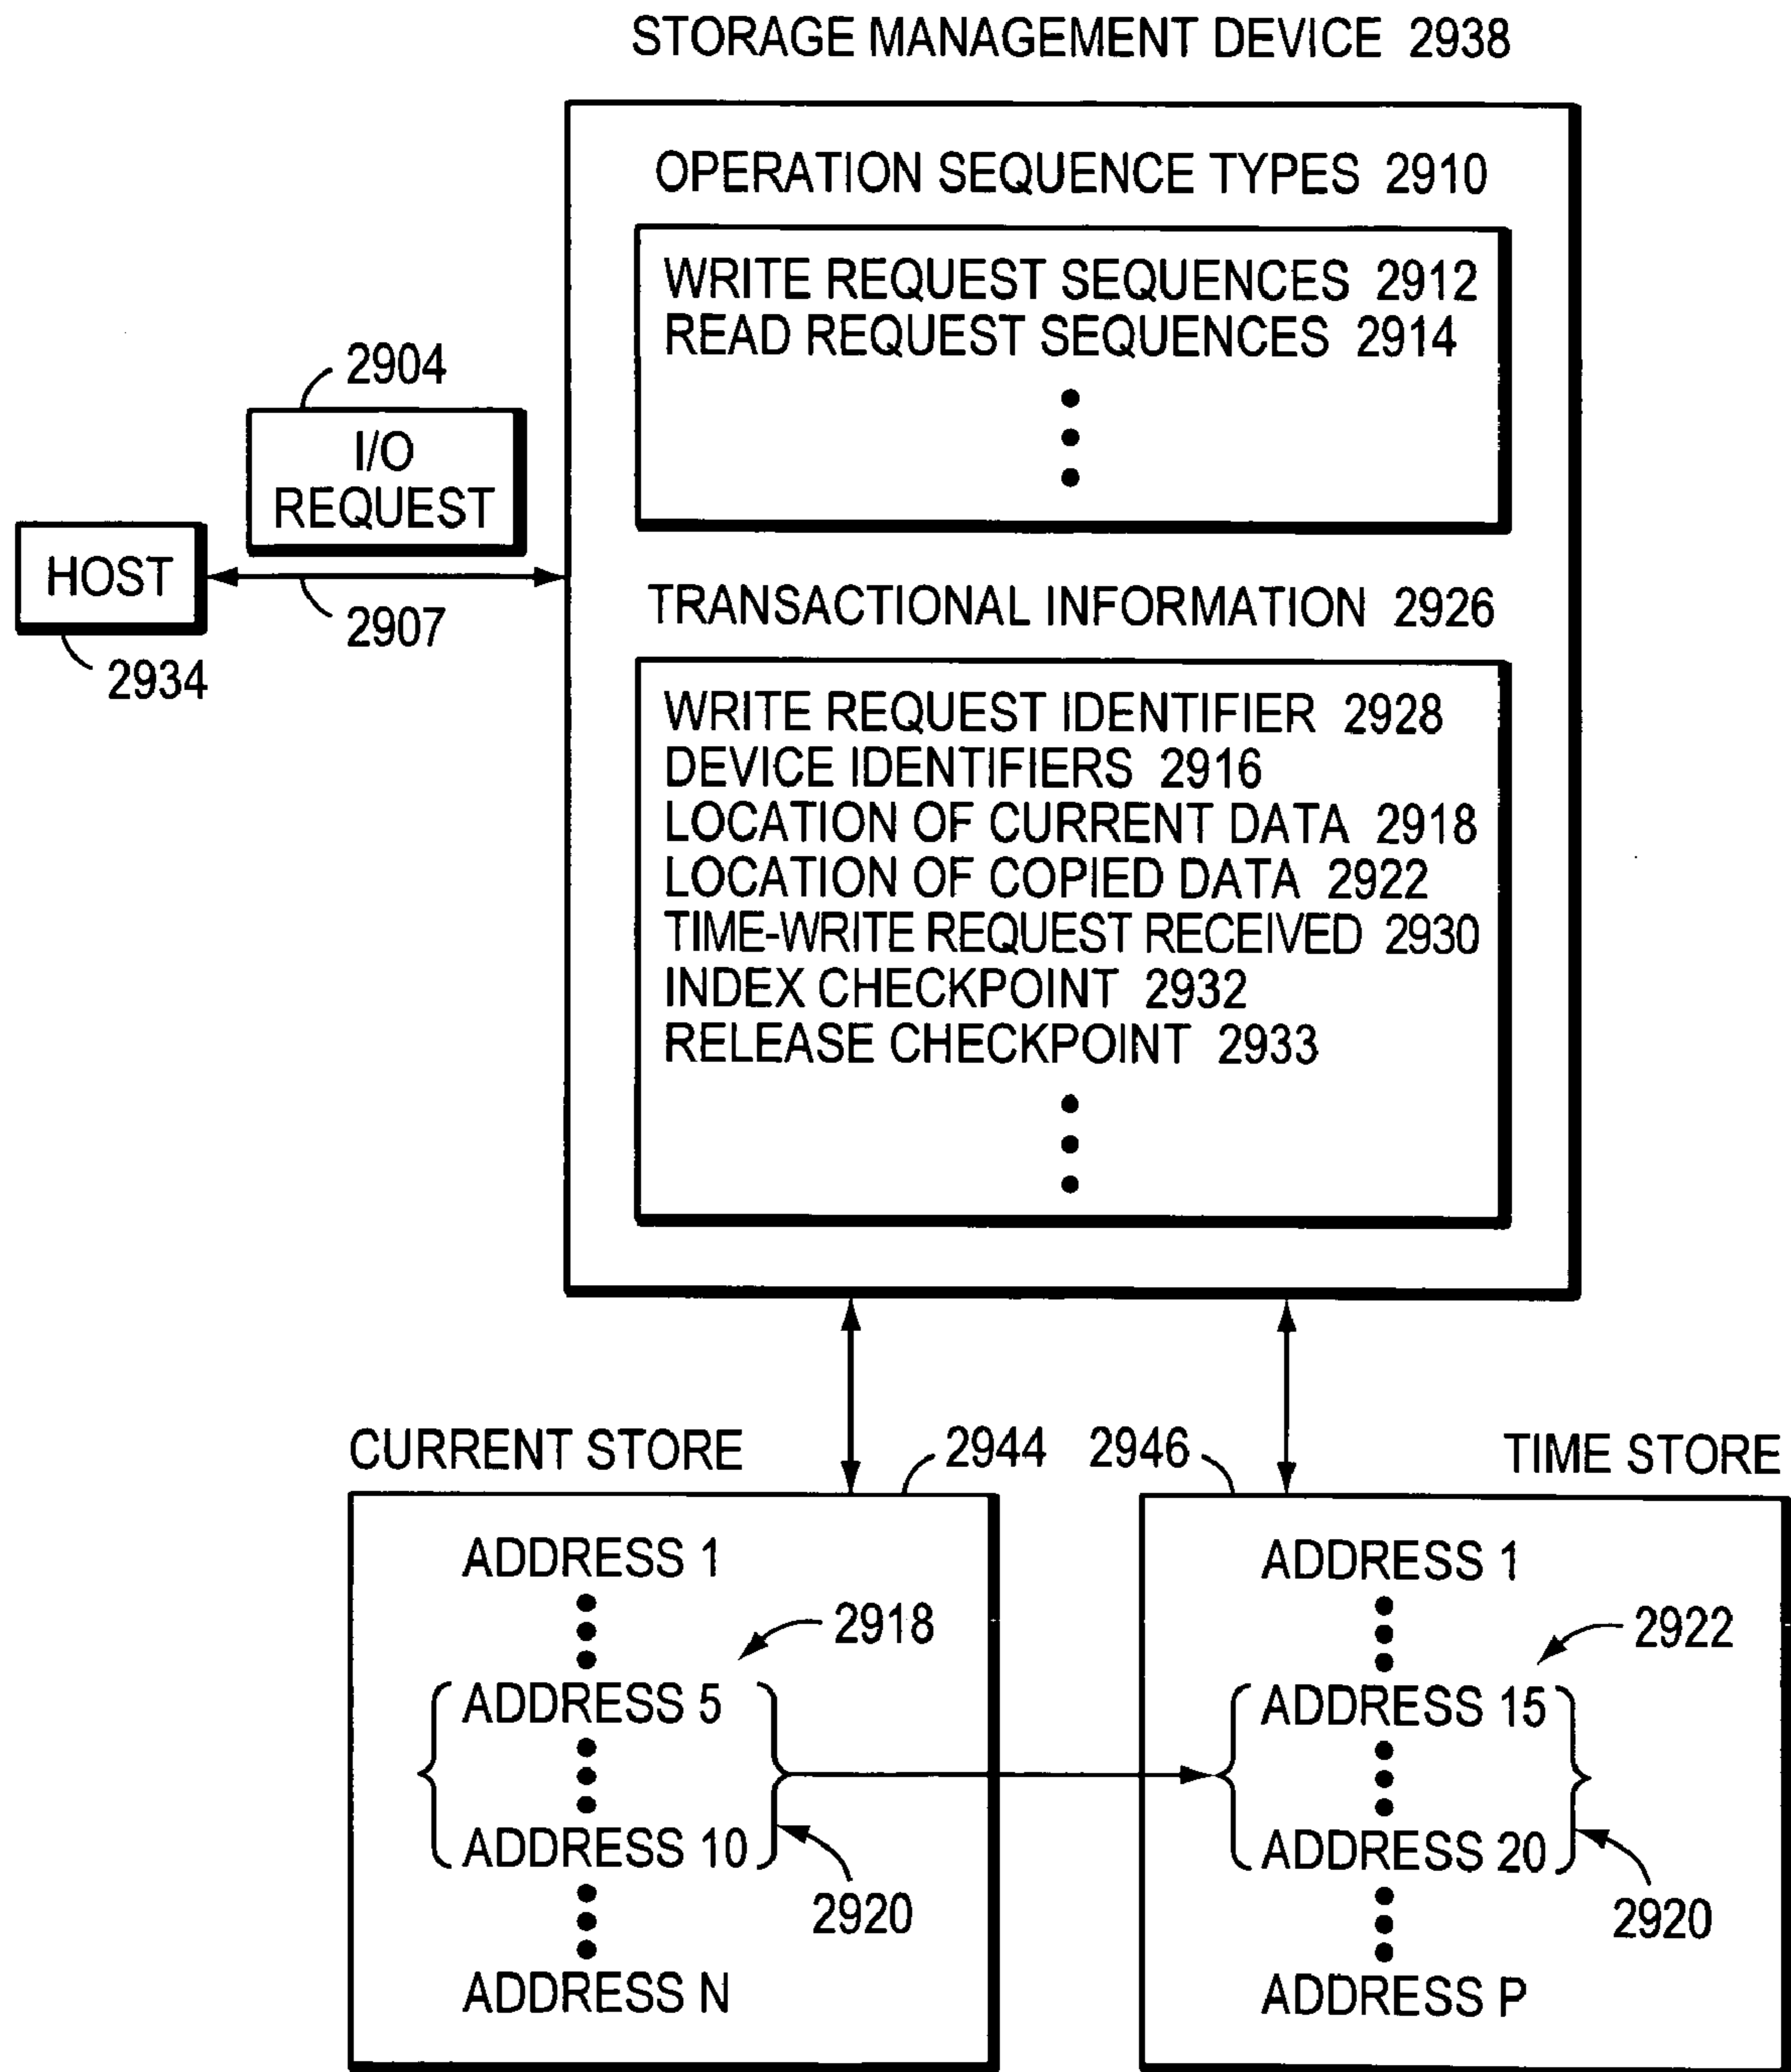 STORAGE MANAGEMENT DEVICE 2938
OPERATION SEQUENCE TYPES 2910
WRITE REQUEST SEQUENCES 2912
READ REQUEST SEQUENCES 2914
2904
I/O
REQUEST
HOST
2907
2934
TRANSACTIONAL INFORMATION 2926
WRITE REQUEST IDENTIFIER 2928
DEVICE IDENTIFIERS 2916
LOCATION OF CURRENT DATA 2918
LOCATION OF COPIED DATA 2922
TIME-WRITE REQUEST RECEIVED 2930
INDEX CHECKPOINT 2932
RELEASE CHECKPOINT 2933
CURRENT STORE
2944
ADDRESS 1
2918
ADDRESS 5
ADDRESS 10
2920
ADDRESS N
2946
TIME STORE
ADDRESS 1
2922
ADDRESS 15
ADDRESS 20
2920
ADDRESS P